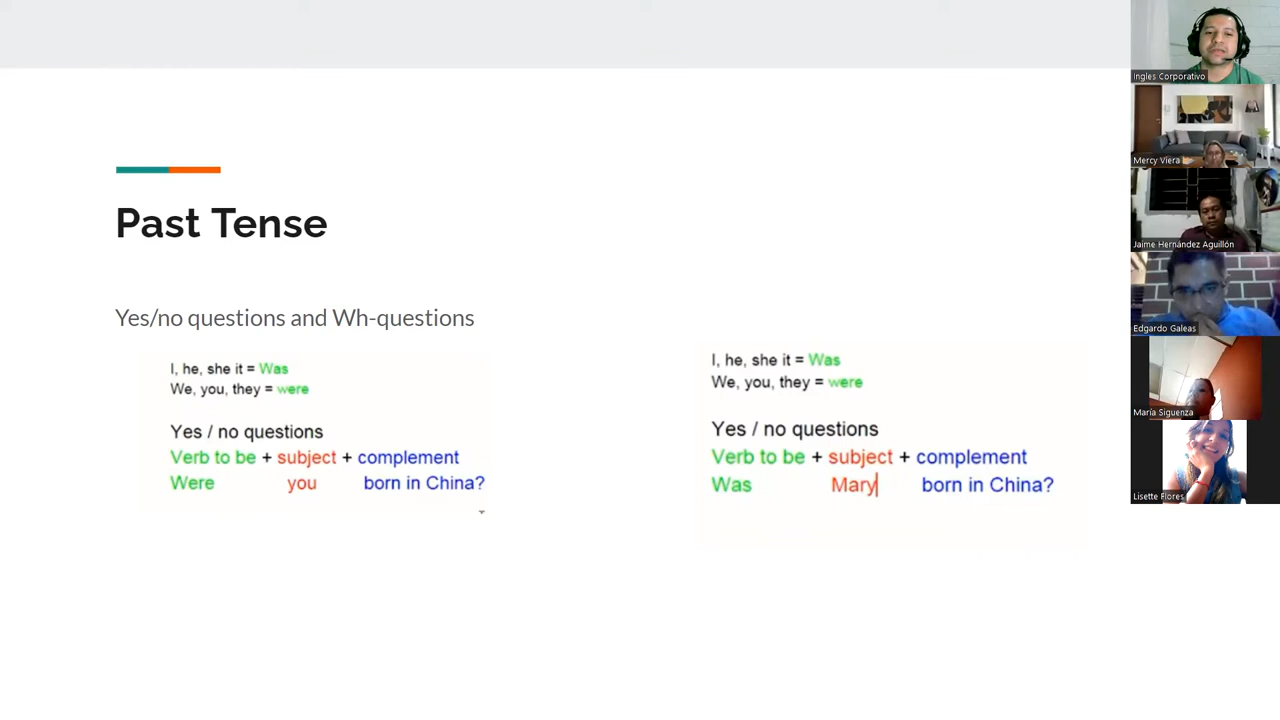 Past Tense
Yes/no questions and Wh-questions
I, he, she it = Was
We, you, they = were
Yes / no questions
Verb to be + subject + complement
Were you born in China?
I, he, she it = Was
We, you, they = were
Yes / no questions
Verb to be + subject + complement
Was Mary born in China?
Ingles Corporativo
Mercy Viera
Jaime Hernández Aguillón
Edgardo Galeas
María Siguenza
Lisette Flores